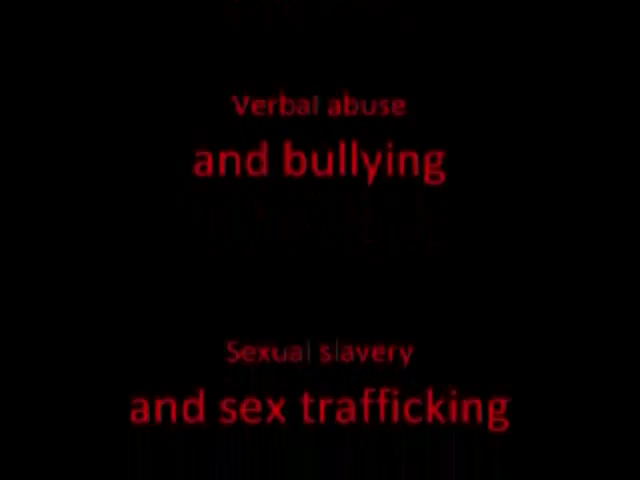 Verbal abuse
and bullying
Sexual slavery
and sex trafficking